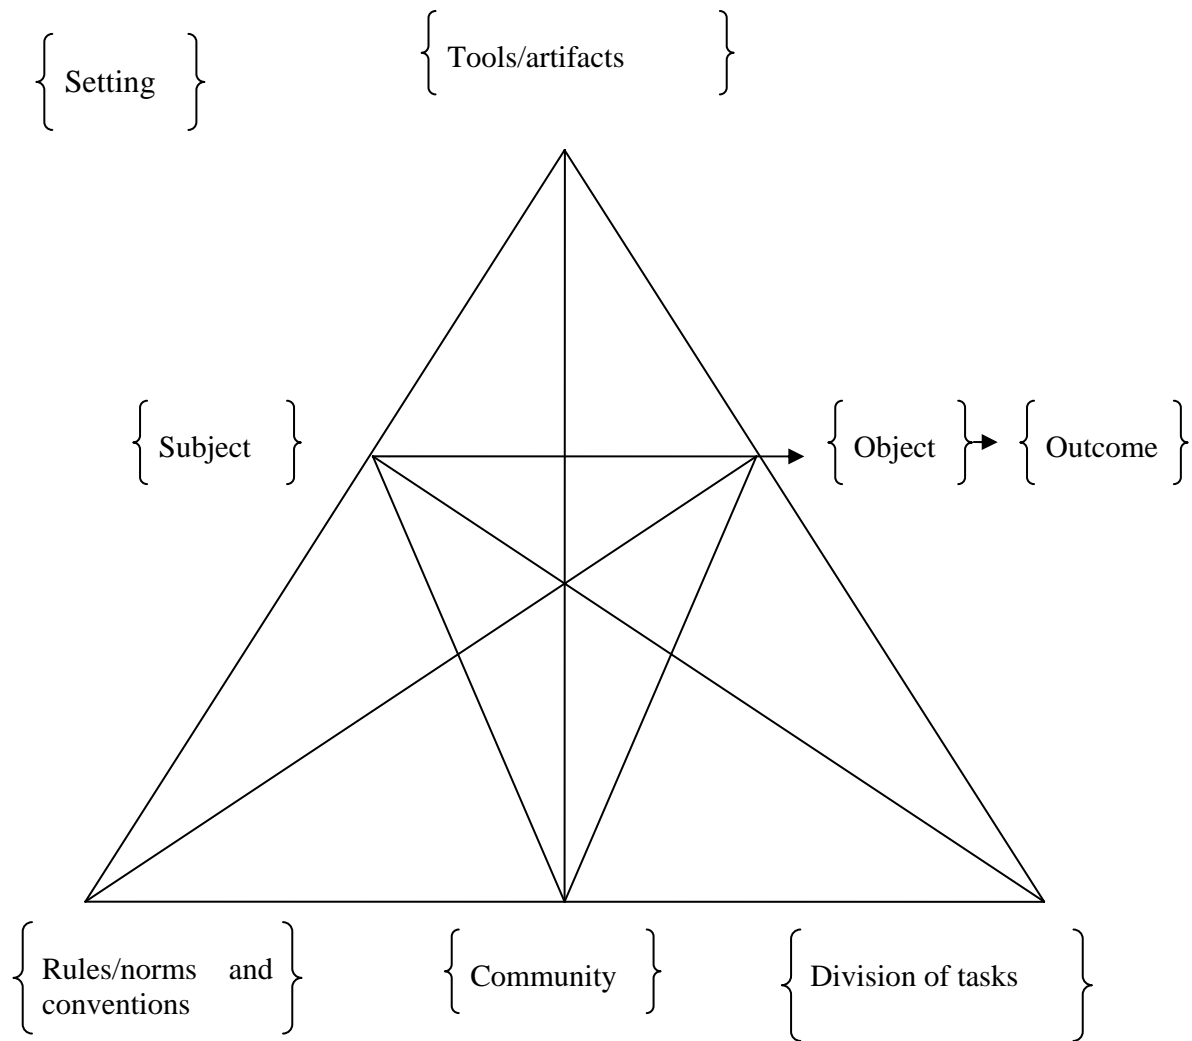 Setting
Tools/artifacts
Subject
Object
Outcome
Rules/norms and
conventions
Community
Division of tasks